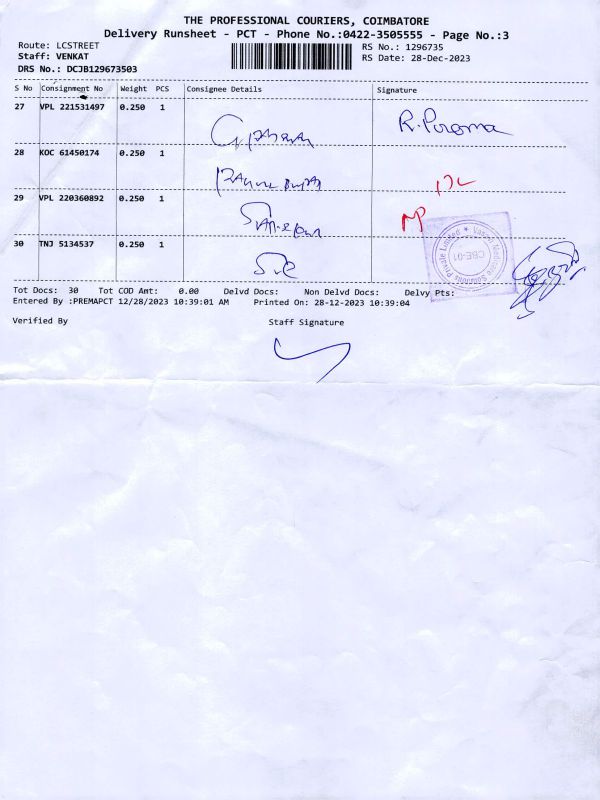 THE PROFESSIONAL COURIERS, COIMBATORE
Delivery Runsheet - PCT - Phone No.:0422-3505555 - Page No.:3
Route: LCSTREET
RS No.: 1296735
Staff: VENKAT
RS Date: 28-Dec-2023
DRS No.: DCJB129673503
S No Consignment No Weight PCS Consignee Details Signature
27 VPL 221531497 0.250 1
R. Poroma
28 KOC 61450174 0.250 1
29 VPL 220360892 0.250 1
30 TNJ 5134537 0.250 1
CBE-01
Private Limited
Tot Docs: 30 Tot COD Amt: 0.00 Delvd Docs: Non Delvd Docs: Delvy Pts:
Entered By :PREMAPCT 12/28/2023 10:39:01 AM Printed On: 28-12-2023 10:39:04
Verified By Staff Signature